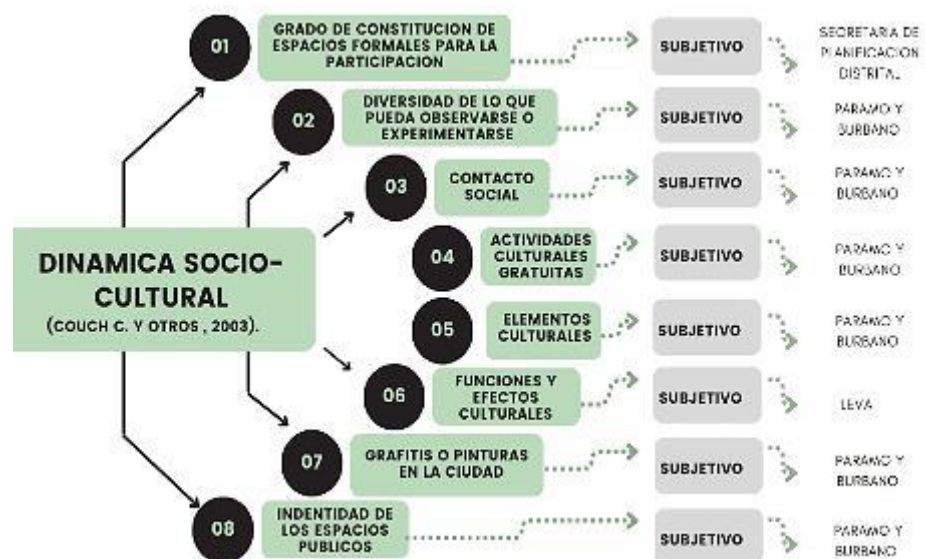 01
GRADO DE CONSTITUCION DE
ESPACIOS FORMALES PARA LA
PARTICIPACION
SUBJETIVO
SECRETARIA DE
PLANIFICACION
DISTRITAL
02
DIVERSIDAD DE LO QUE
PUEDA OBSERVARSE O
EXPERIMENTARSE
SUBJETIVO
PARAMO Y
BURBANO
03
CONTACTO
SOCIAL
SUBJETIVO
PARAMO Y
BURBANO
DINAMICA SOCIO-
CULTURAL
(COUCH C. Y OTROS , 2003).
04
ACTIVIDADES
CULTURALES
GRATUITAS
SUBJETIVO
PARAMO Y
BURBANO
05
ELEMENTOS
CULTURALES
SUBJETIVO
PARAMO Y
BURBANO
06
FUNCIONES Y
EFECTOS
CULTURALES
SUBJETIVO
LEVA
07
GRAFITIS O PINTURAS
EN LA CIUDAD
SUBJETIVO
PARAMO Y
BURBANO
08
INDENTIDAD DE
LOS ESPACIOS
PUBLICOS
SUBJETIVO
PARAMO Y
BURBANO